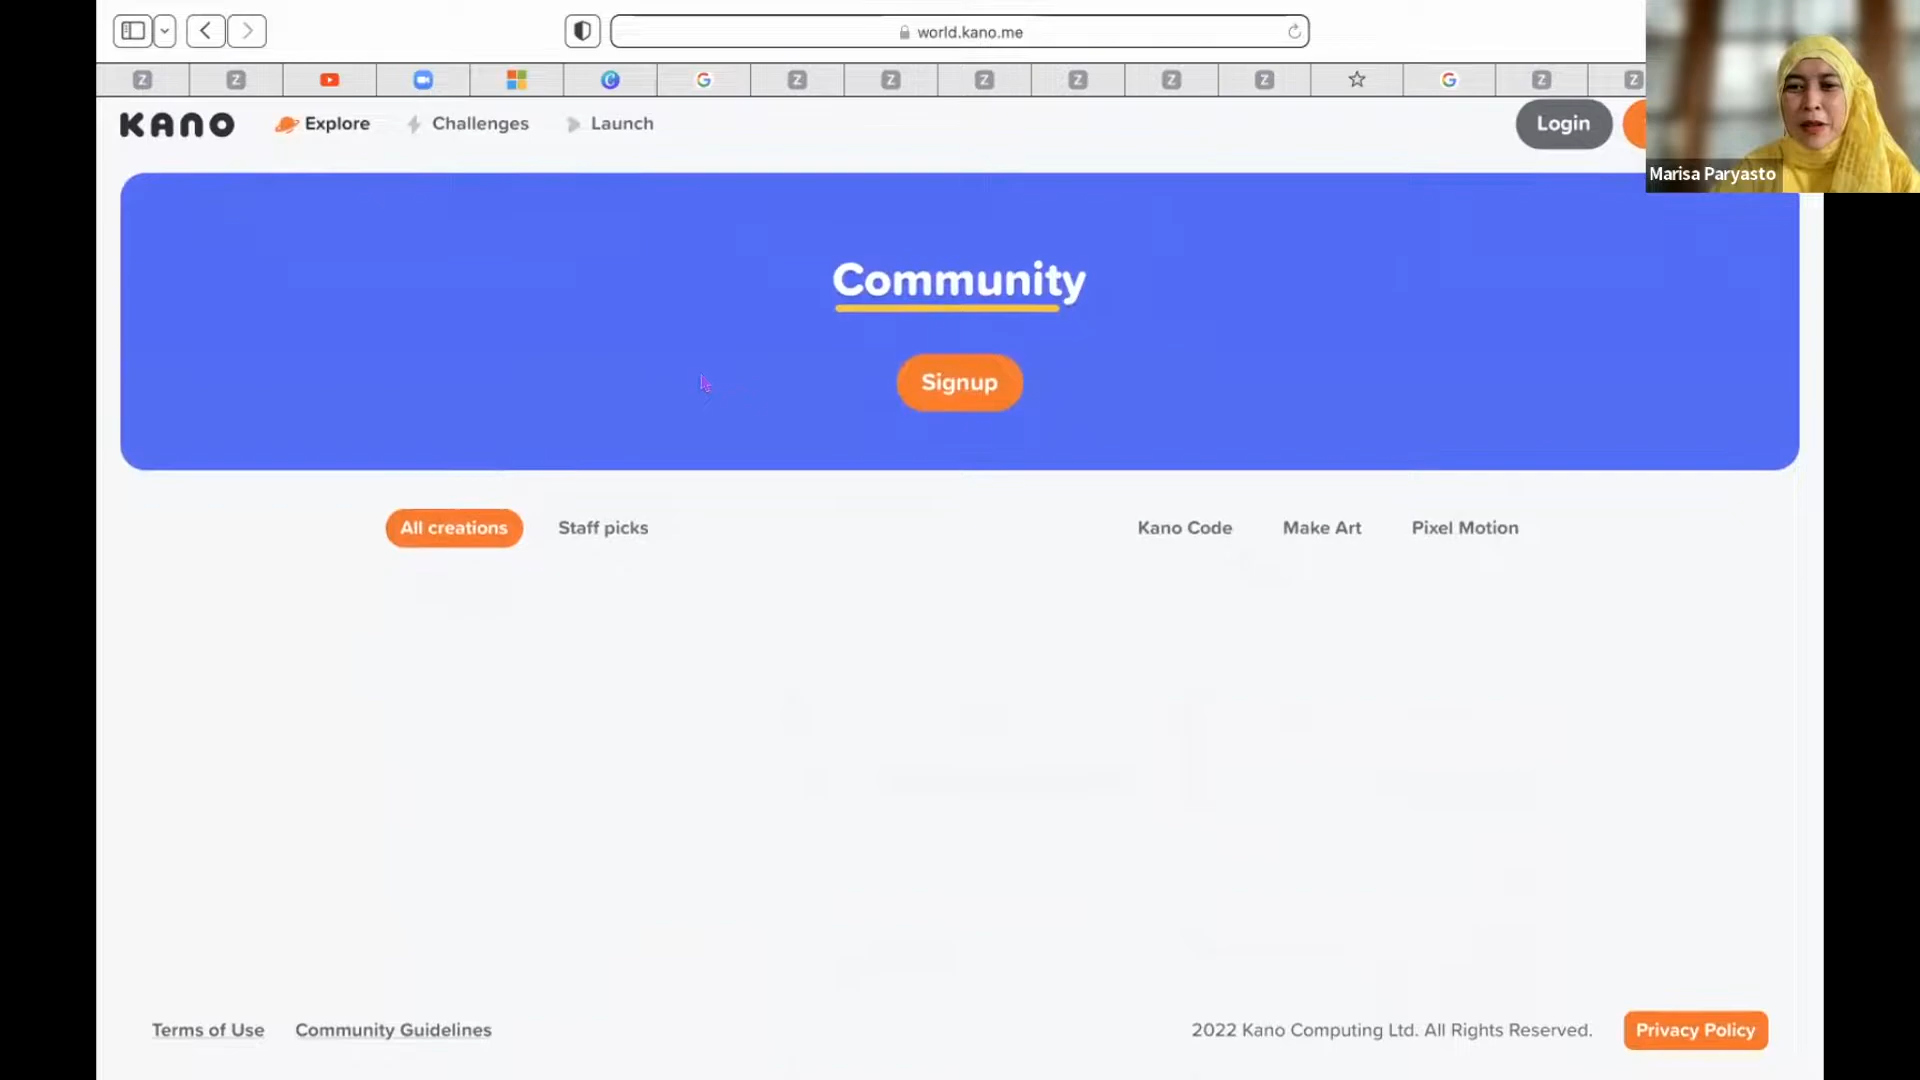 world.kano.me
KANO
Explore
Challenges
Launch
Login
Marisa Paryasto
Community
Signup
All creations
Staff picks
Kano Code
Make Art
Pixel Motion
Terms of Use
Community Guidelines
2022 Kano Computing Ltd. All Rights Reserved.
Privacy Policy